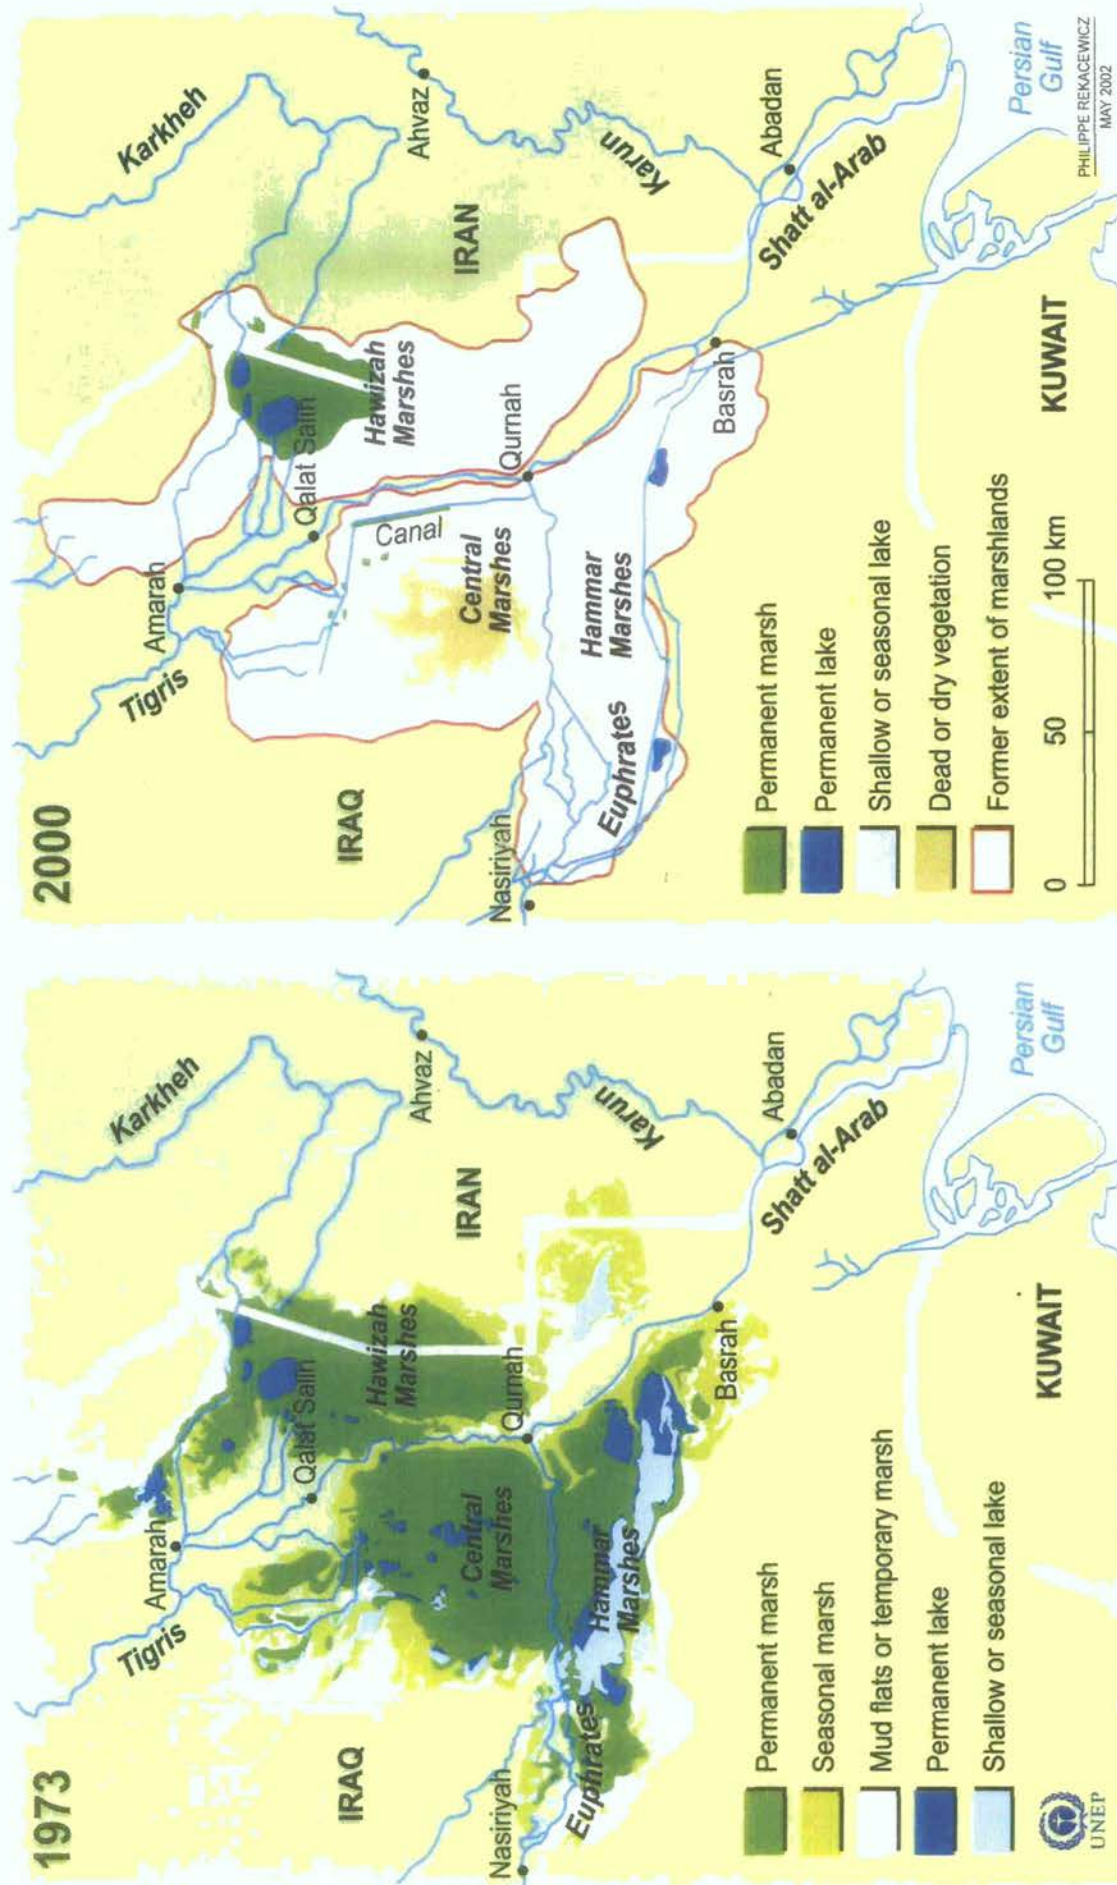 1973
Karkheh
Amarah
Tigris
Qalat Salih
Ahvaz
IRAQ
Hawizah
Marshes
IRAN
Central
Marshes
Karun
Nasiriyah
Qurnah
Euphrates
Hammar
Marshes
Abadan
Basrah
Shatt al-Arab
Permanent marsh
Seasonal marsh
Mud flats or temporary marsh
Permanent lake
Shallow or seasonal lake
KUWAIT
Persian
Gulf
UNEP
2000
Karkheh
Amarah
Tigris
Qalat Salih
Ahvaz
IRAQ
Hawizah
Marshes
Canal
IRAN
Central
Marshes
Karun
Nasiriyah
Qurnah
Euphrates
Hammar
Marshes
Abadan
Basrah
Shatt al-Arab
Permanent marsh
Permanent lake
Shallow or seasonal lake
Dead or dry vegetation
Former extent of marshlands
KUWAIT
Persian
Gulf
0 50 100 km
PHILIPPE REKACEWICZ
MAY 2002